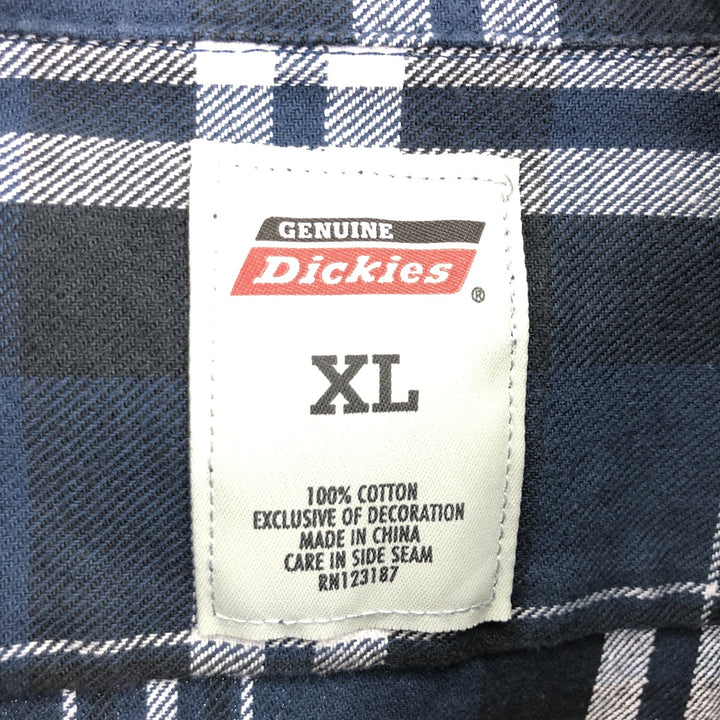 GENUINE
Dickies
®
XL
100% COTTON
EXCLUSIVE OF DECORATION
MADE IN CHINA
CARE IN SIDE SEAM
RN123187